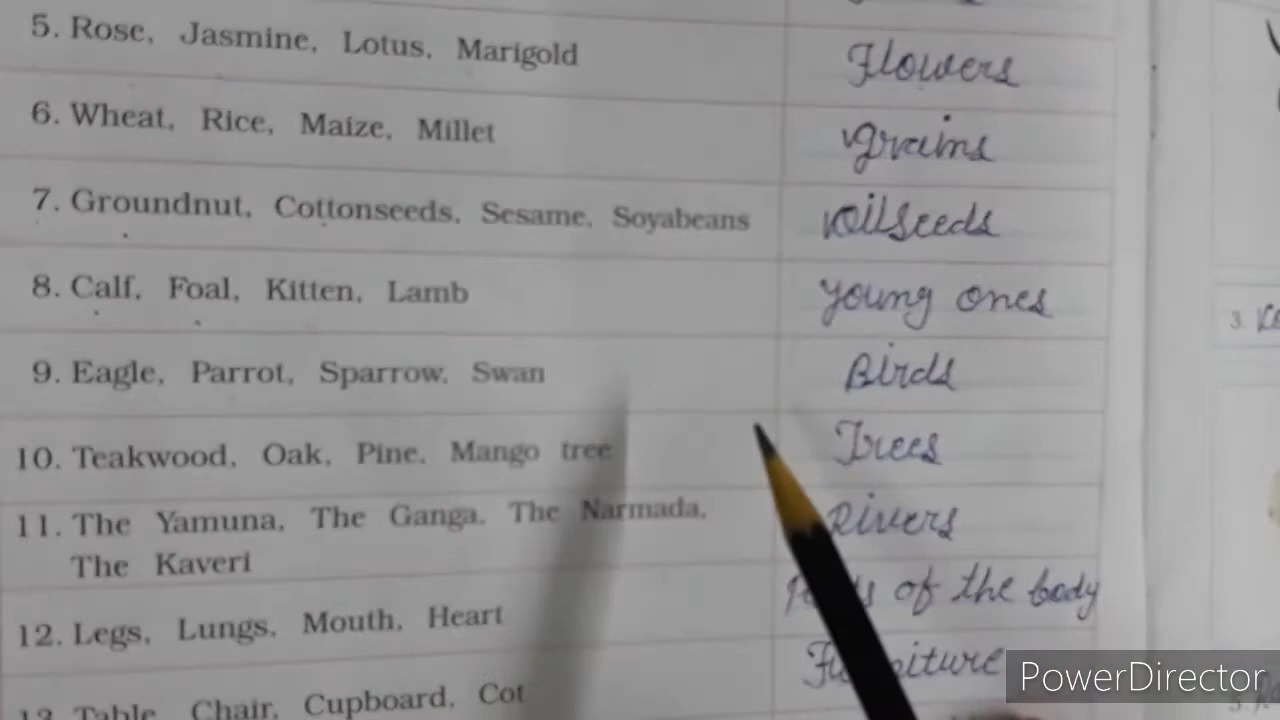 5. Rose, Jasmine, Lotus, Marigold Flowers
6. Wheat, Rice, Maize, Millet grains
7. Groundnut, Cottonseeds, Sesame, Soyabeans Oilseeds
8. Calf, Foal, Kitten, Lamb young ones
9. Eagle, Parrot, Sparrow, Swan Birds
10. Teakwood, Oak, Pine, Mango tree Trees
11. The Yamuna, The Ganga, The Narmada, Rivers
The Kaveri
12. Legs, Lungs, Mouth, Heart of the body
13. Table, Chair, Cupboard, Cot
3.
PowerDirector